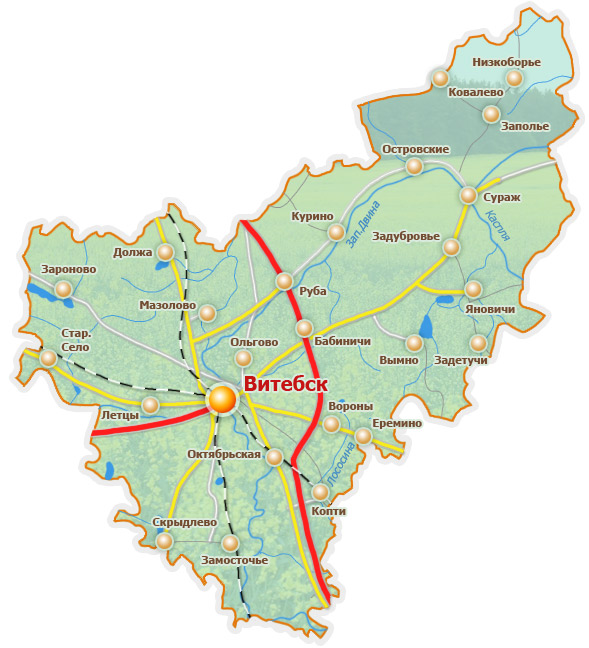 Низкоборье
Ковалево
Заполье
Островские
Сураж
Курино
Зап.Двина
Каспля
Задубровье
Должа
Зароново
Руба
Яновичи
Мазолово
Стар.
Село
Ольгово
Бабиничи
Вымно
Задетучи
Витебск
Летцы
Вороны
Еремино
Октябрьская
Лососина
Копти
Скрыдлево
Замосточье